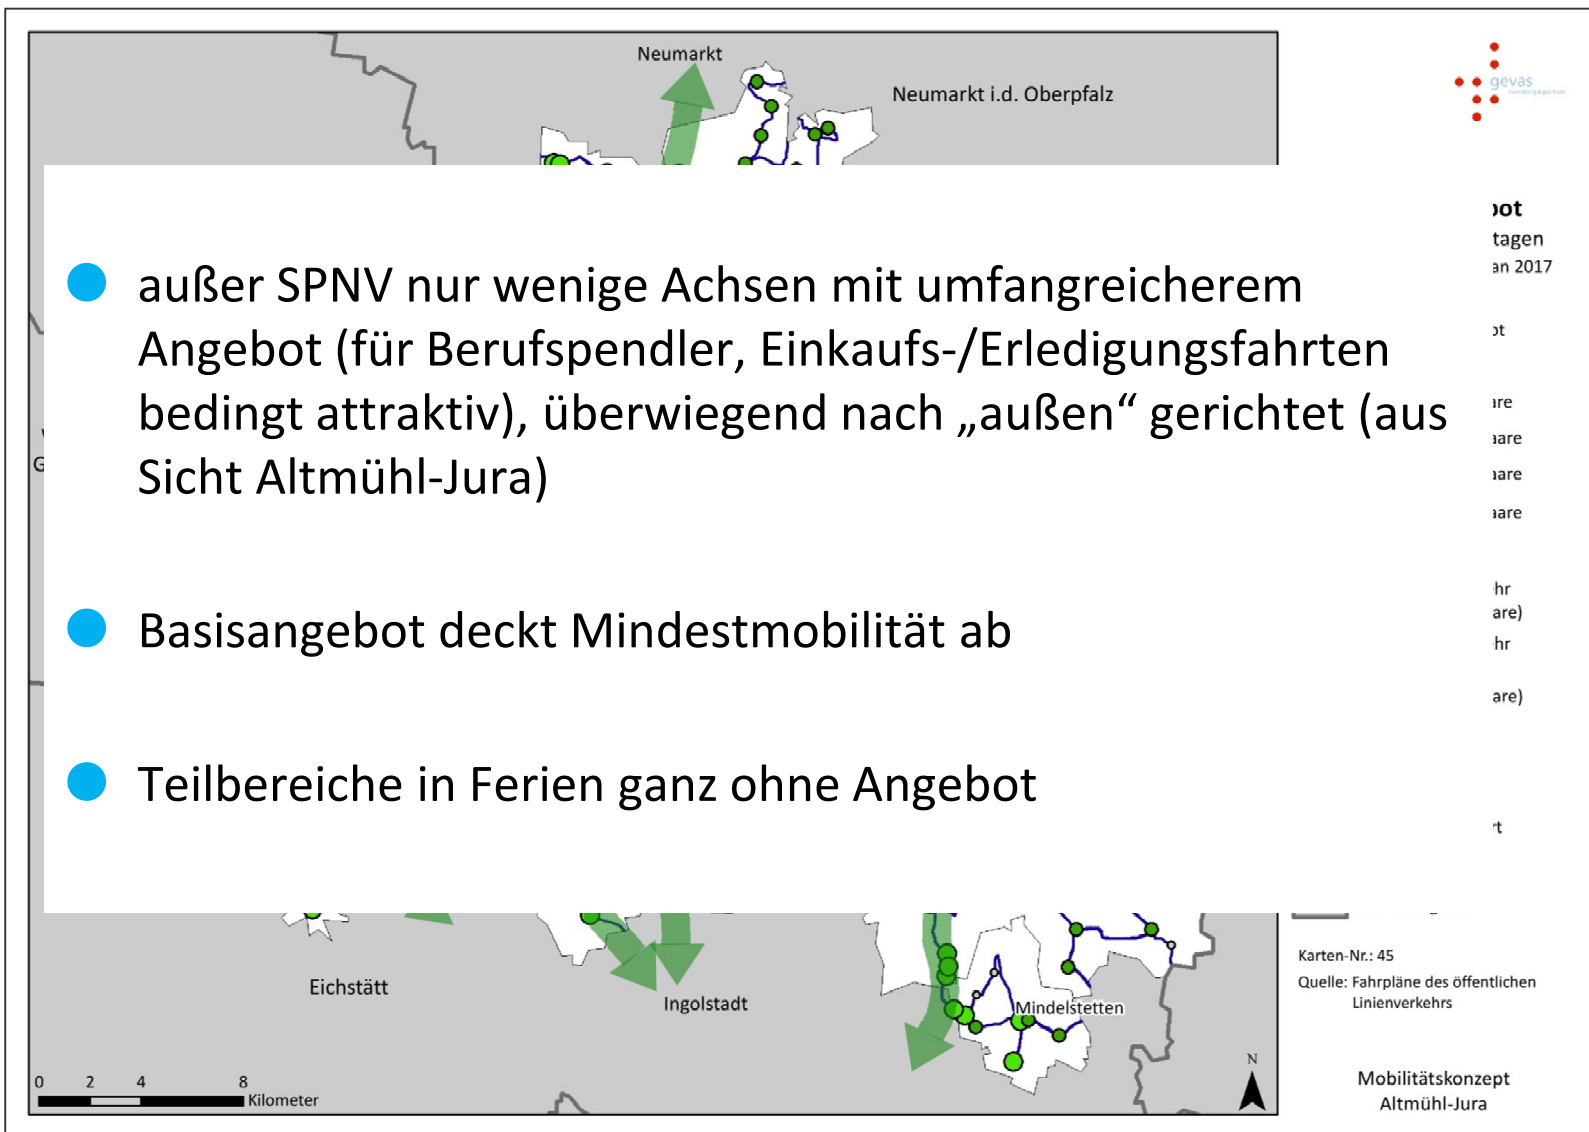 Neumarkt
Neumarkt i.d. Oberpfalz
gevas
außer SPNV nur wenige Achsen mit umfangreicherem
Angebot (für Berufspendler, Einkaufs-/Erledigungsfahrten
bedingt attraktiv), überwiegend nach „außen“ gerichtet (aus
Sicht Altmühl-Jura)
Basisangebot deckt Mindestmobilität ab
Teilbereiche in Ferien ganz ohne Angebot
2017
Eichstätt
Ingolstadt
Mindelstetten
0 2 4 8
Kilometer
N
Karten-Nr.: 45
Quelle: Fahrpläne des öffentlichen
Linienverkehrs
Mobilitätskonzept
Altmühl-Jura